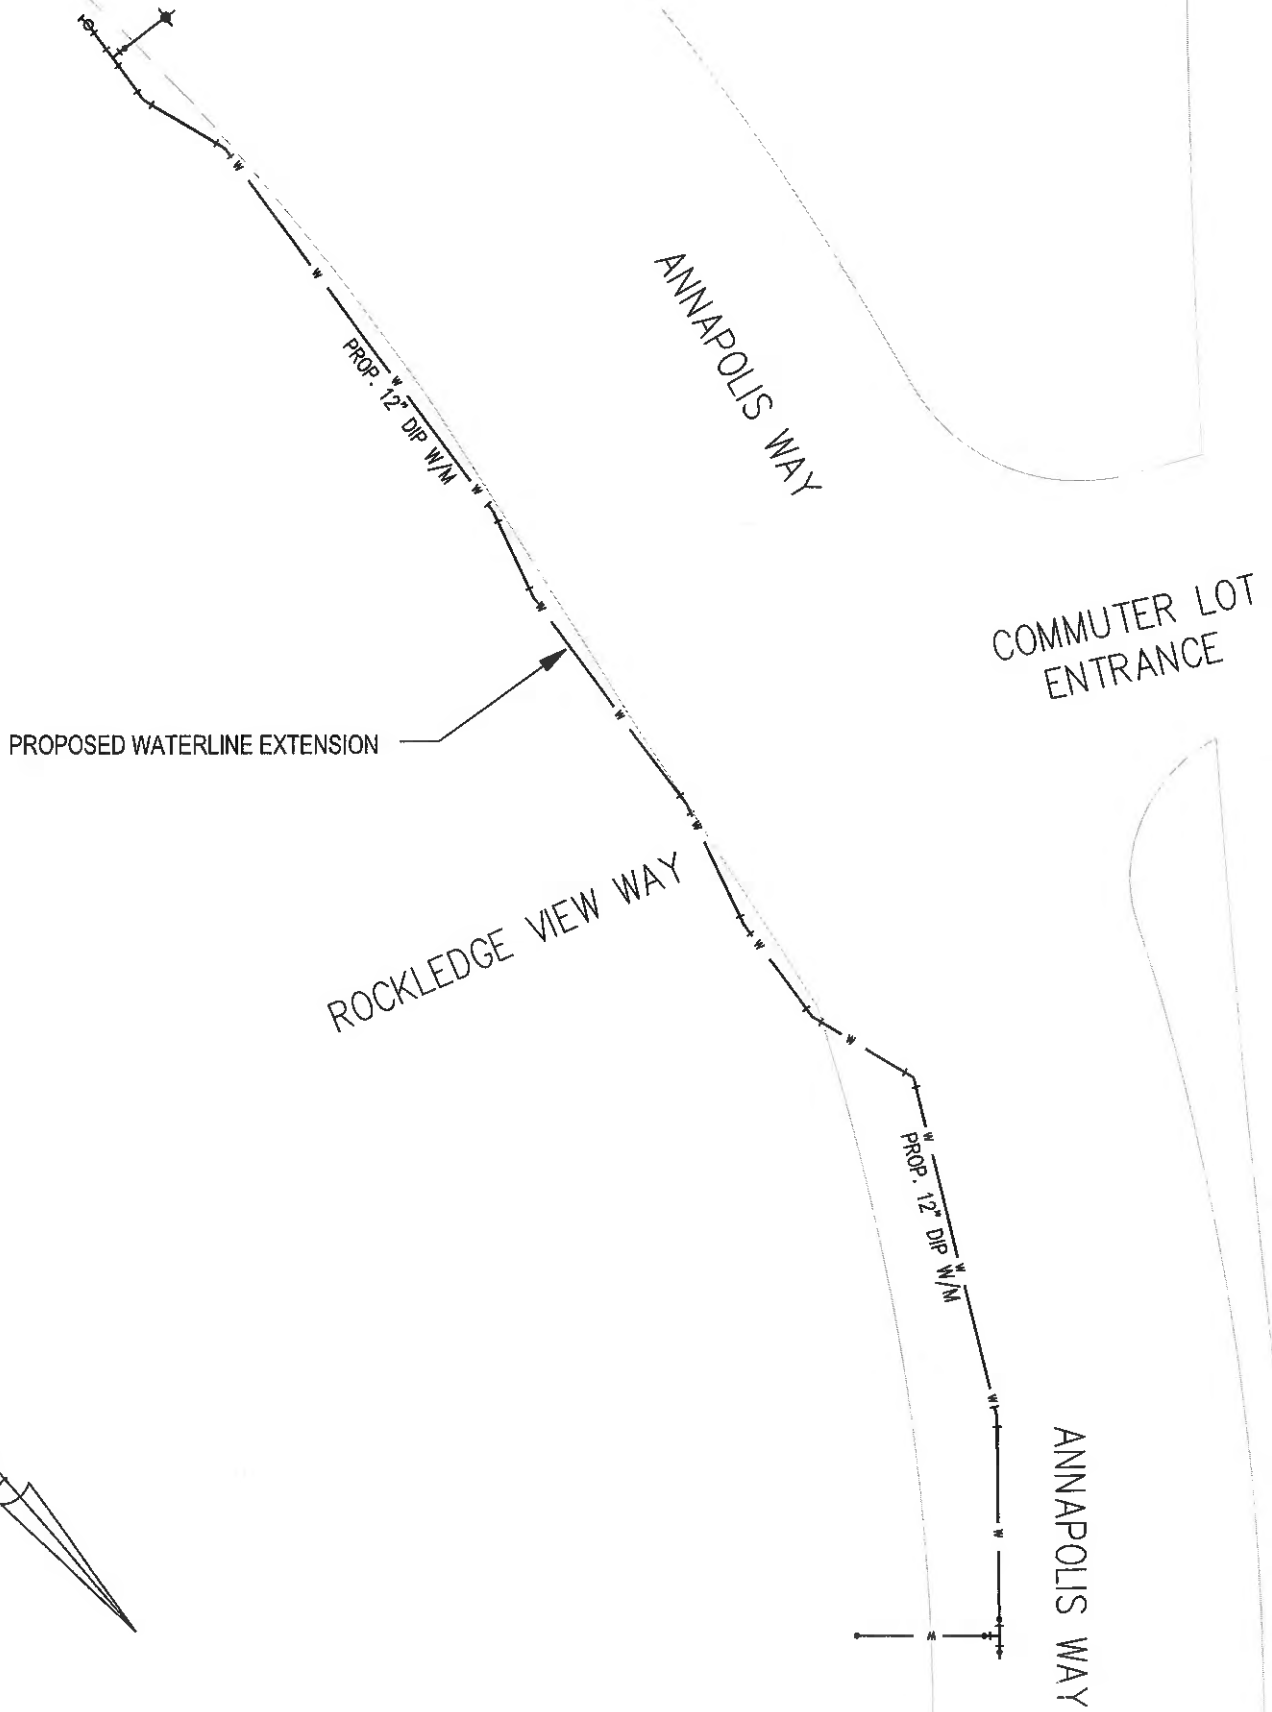 ANNAPOLIS WAY
PROP. 12" DIP W/M
COMMUTER LOT
ENTRANCE
PROPOSED WATERLINE EXTENSION
ROCKLEDGE VIEW WAY
PROP. 12" DIP W/M
ANNAPOLIS WAY
W
W
W
W
W
W
W
W
W
W
W
W
W
W